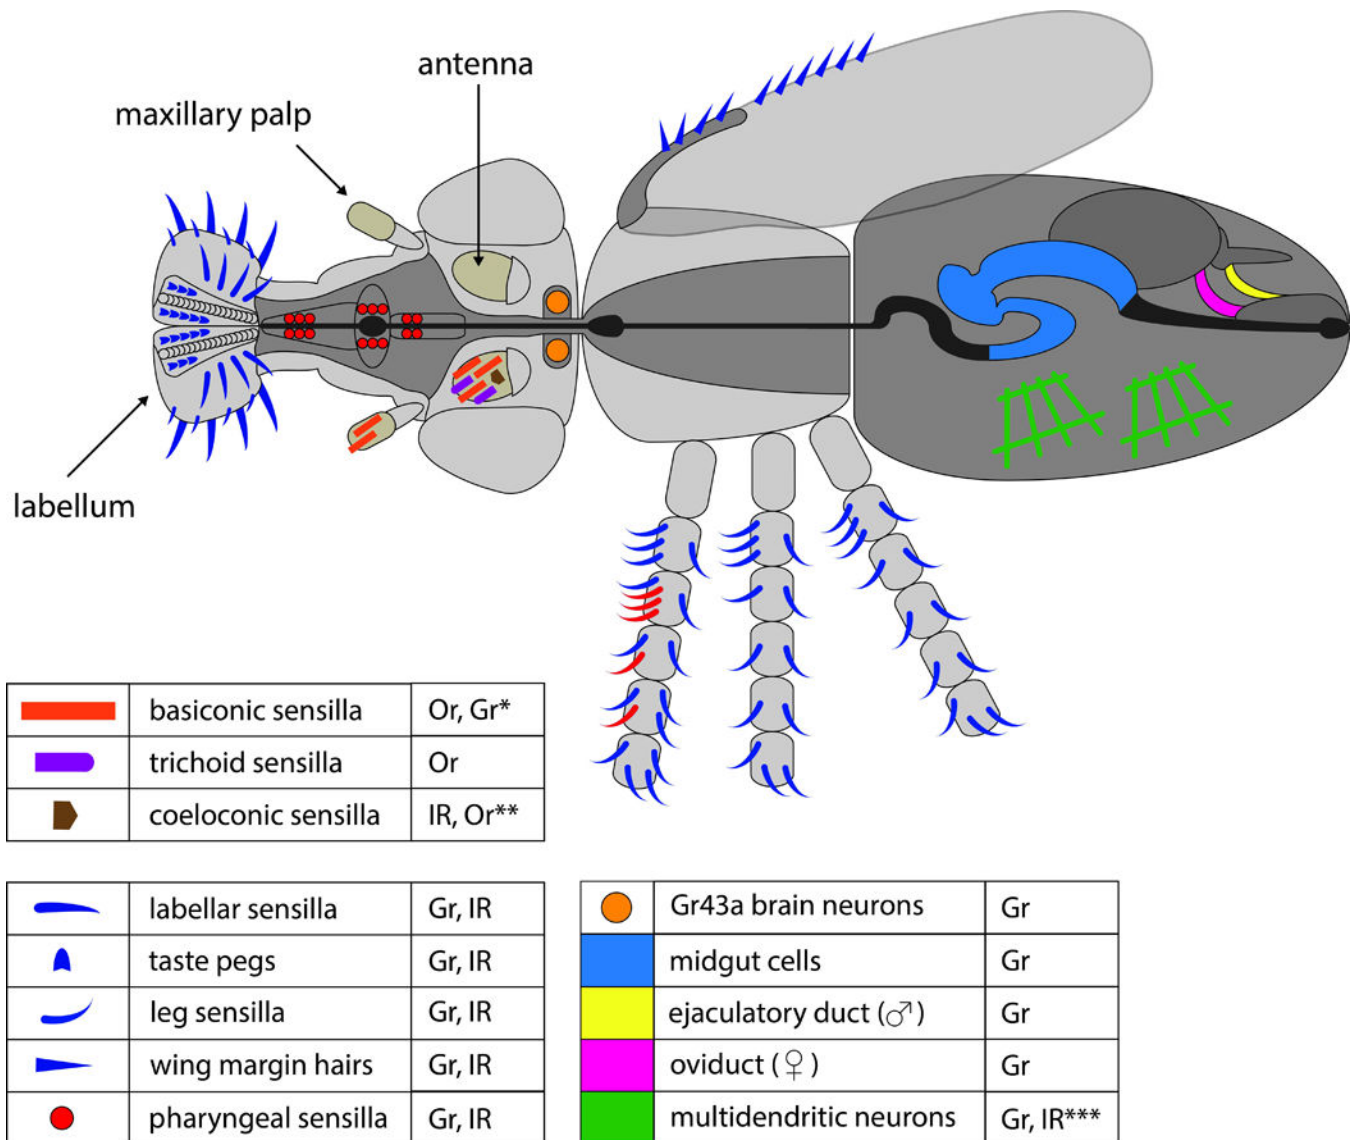 antenna
maxillary palp
labellum
basiconic sensilla Or, Gr*
trichoid sensilla Or
coeloconic sensilla IR, Or**
labellar sensilla Gr, IR
taste pegs Gr, IR
leg sensilla Gr, IR
wing margin hairs Gr, IR
pharyngeal sensilla Gr, IR
Gr43a brain neurons Gr
midgut cells Gr
ejaculatory duct (♂) Gr
oviduct (♀) Gr
multidendritic neurons Gr, IR***